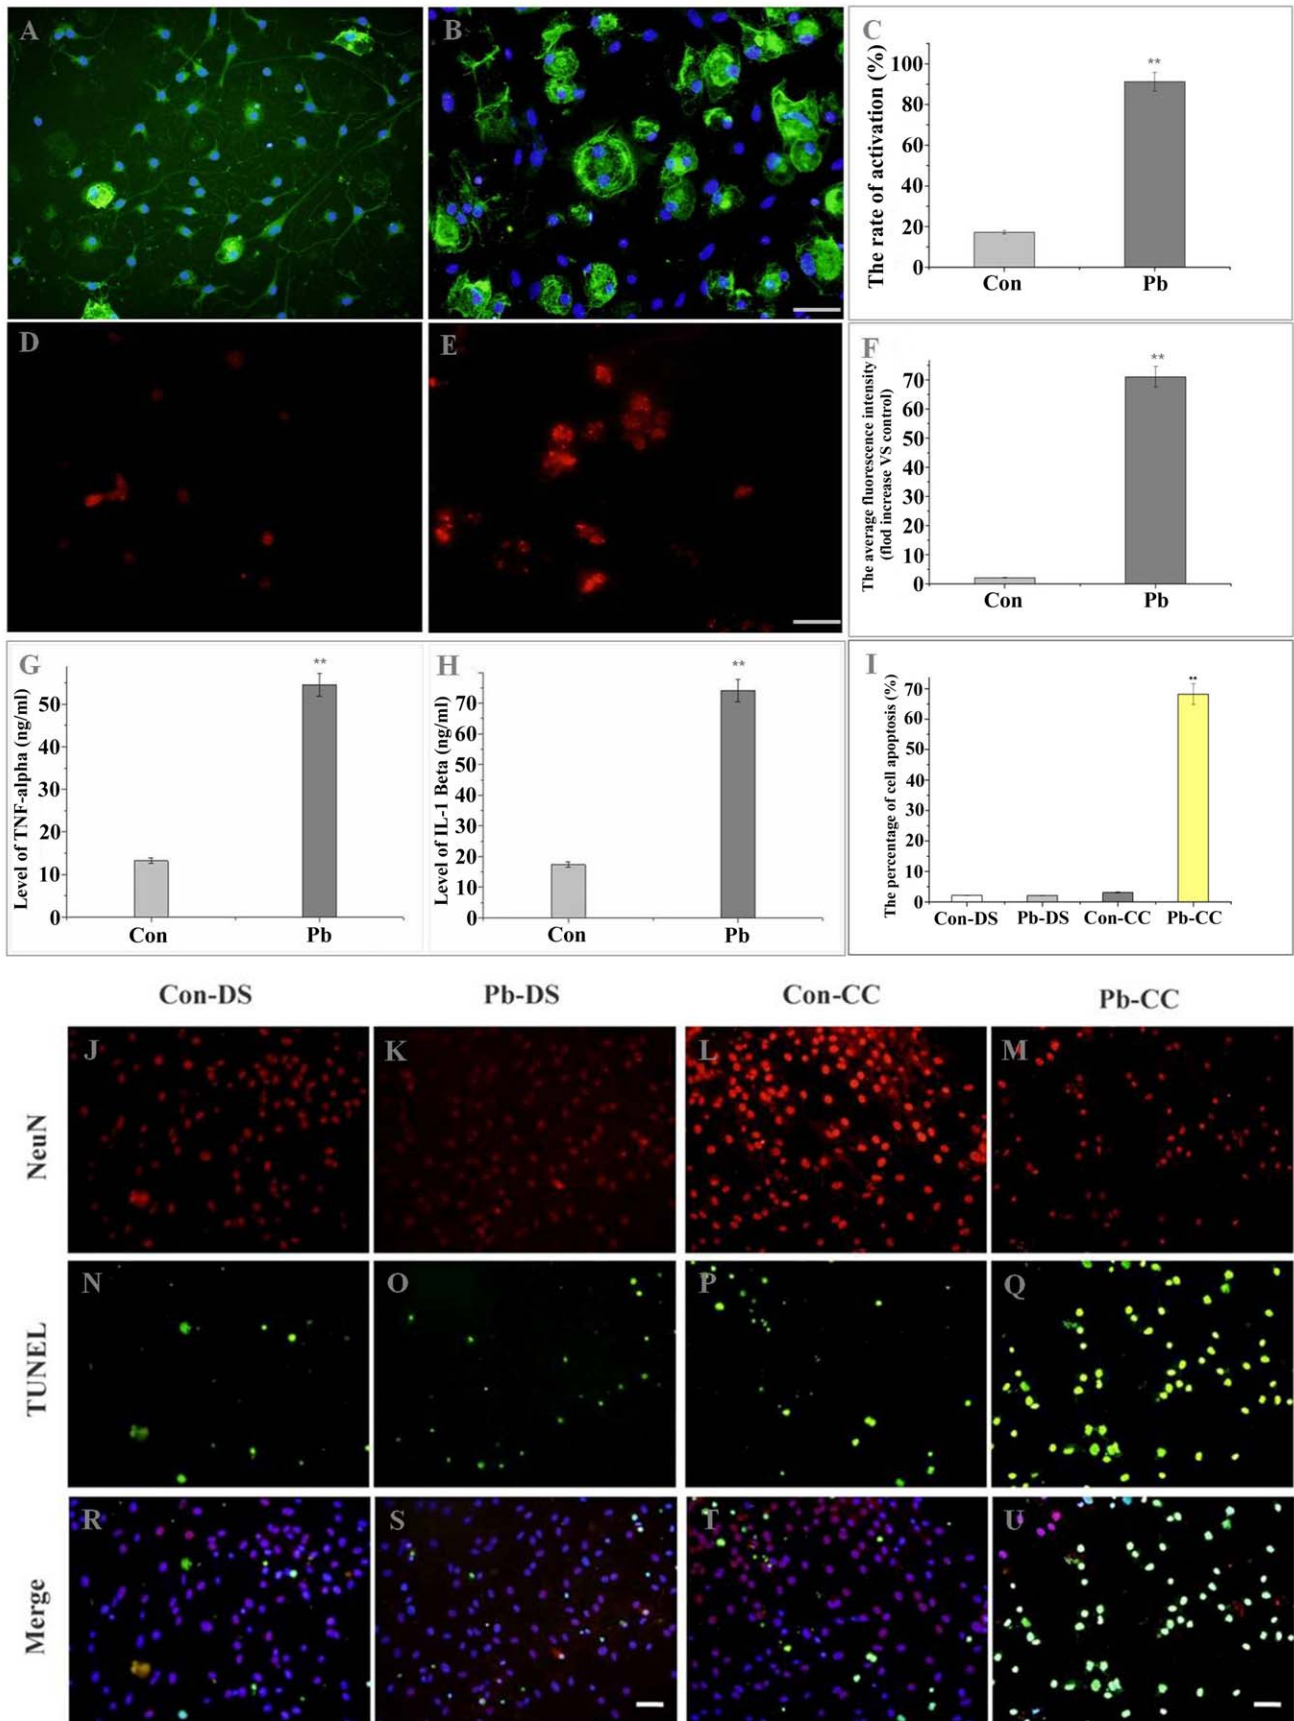 A
B
C
The rate of activation (%)
100
80
60
40
20
0
**
Con
Pb
D
E
F
The average fluorescence intensity
(flod increase VS control)
70
60
50
40
30
20
10
0
**
Con
Pb
G
Level of TNF-alpha (ng/ml)
50
40
30
20
10
0
**
Con
Pb
H
Level of IL-1 Beta (ng/ml)
70
60
50
40
30
20
10
0
**
Con
Pb
I
The percentage of cell apoptosis (%)
70
60
50
40
30
20
10
0
**
Con-DS Pb-DS Con-CC Pb-CC
Con-DS Pb-DS Con-CC Pb-CC
NeuN
J K L M
TUNEL
N O P Q
Merge
R S T U